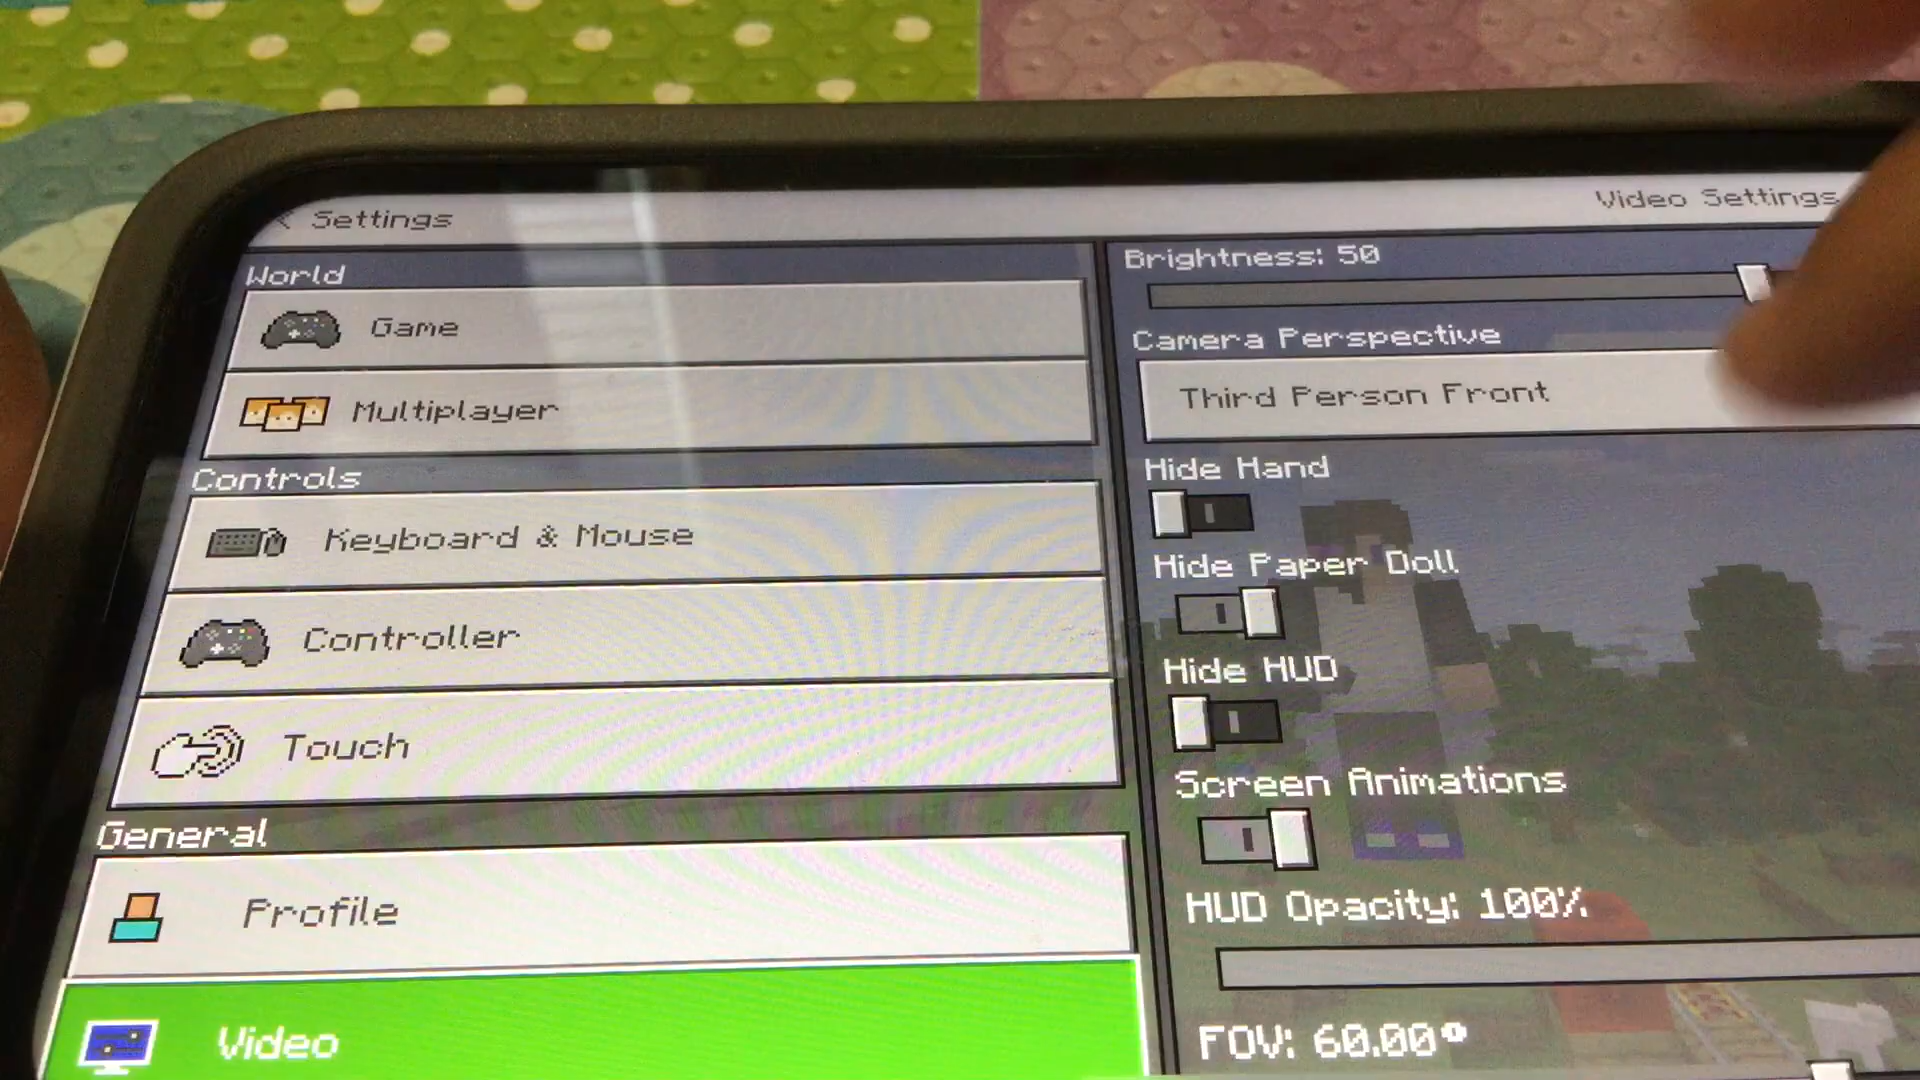 Settings
Video Settings
World
Game
Multiplayer
Controls
Keyboard & Mouse
Controller
Touch
General
Profile
Video
Brightness: 50
Camera Perspective
Third Person Front
Hide Hand
Hide Paper Doll
Hide HUD
Screen Animations
HUD Opacity: 100%
FOV: 60.00°